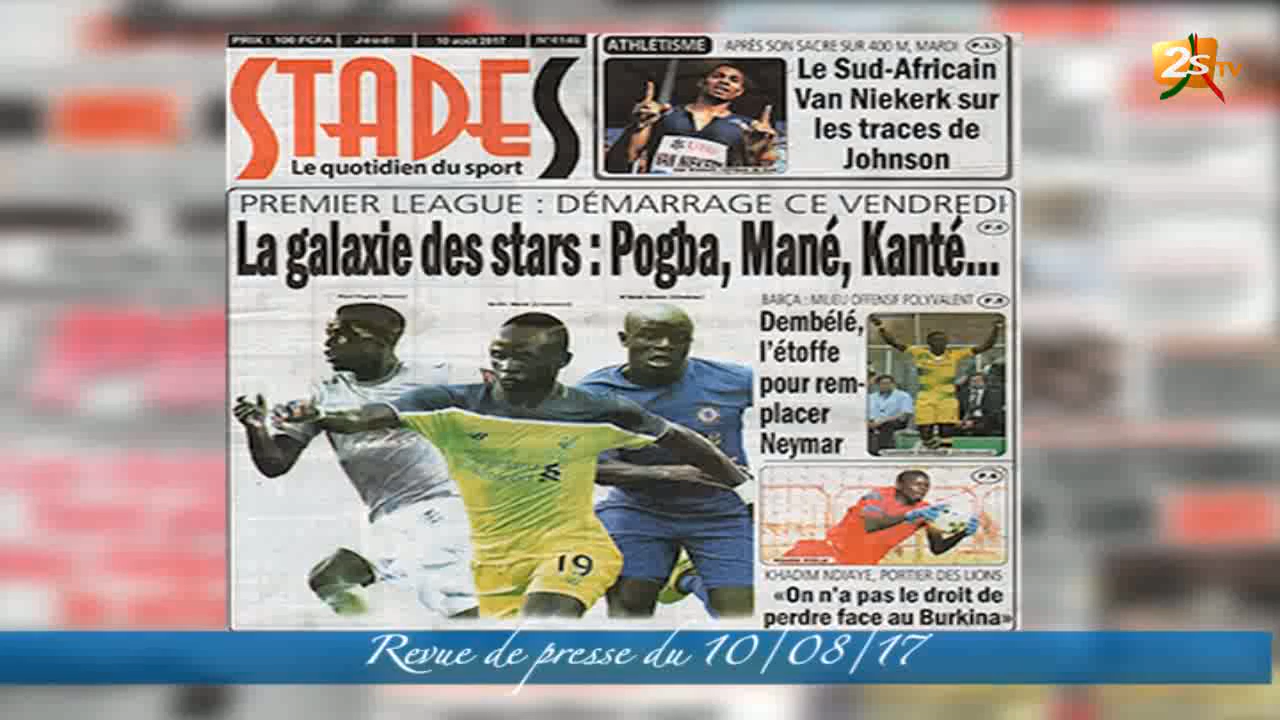 PRIX : 100 FCFA
Jeudi
10 août 2017
N°4146
STADES
Le quotidien du sport
ATHLÉTISME
APRÈS SON SACRE SUR 400 M, MARDI
P.11
Le Sud-Africain
Van Niekerk sur
les traces de
Johnson
2sTV
PREMIER LEAGUE : DÉMARRAGE CE VENDREDI
La galaxie des stars : Pogba, Mané, Kanté...
BARÇA : MILIEU OFFENSIF POLYVALENT
Dembélé,
l'étoffe
pour rem-
placer
Neymar
19
KHADIM NDIAYE, PORTIER DES LIONS
«On n'a pas le droit de
perdre face au Burkina»
Revue de presse du 10/08/17